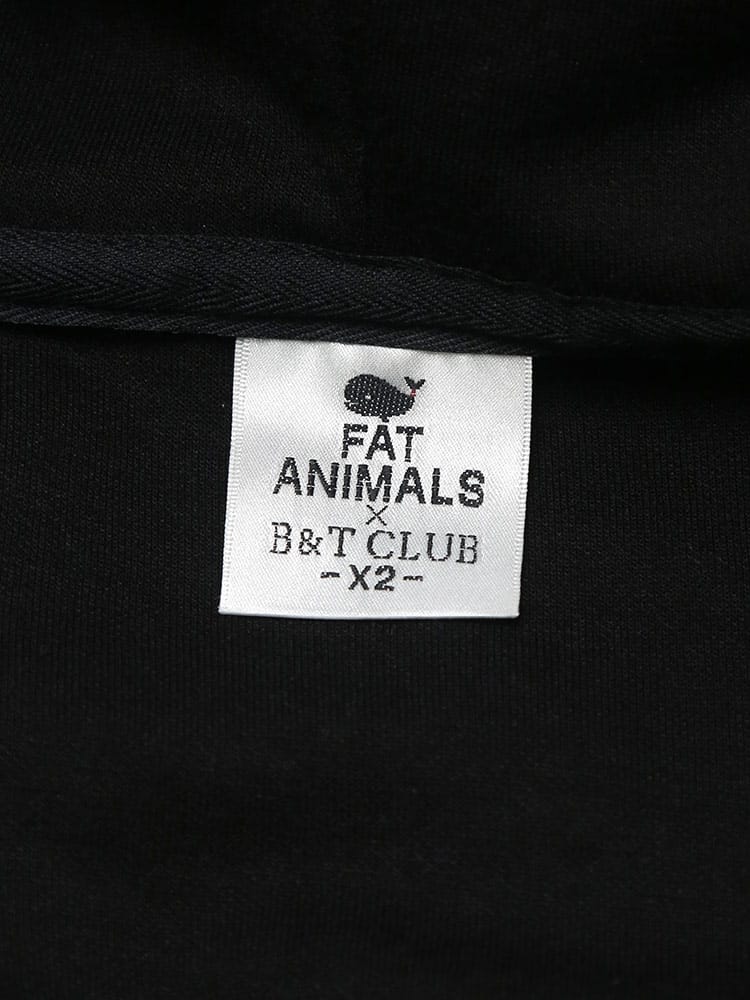 FAT
ANIMALS
×
B&T CLUB
-X2-